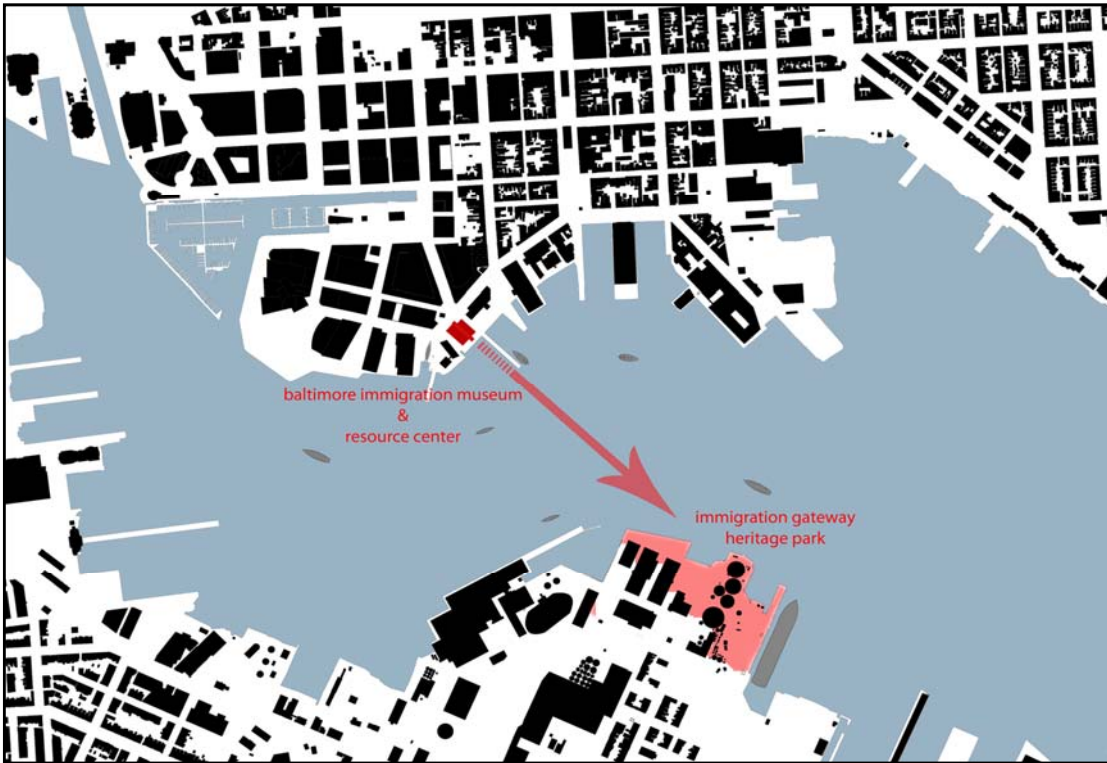 baltimore immigration museum
&
resource center
immigration gateway
heritage park